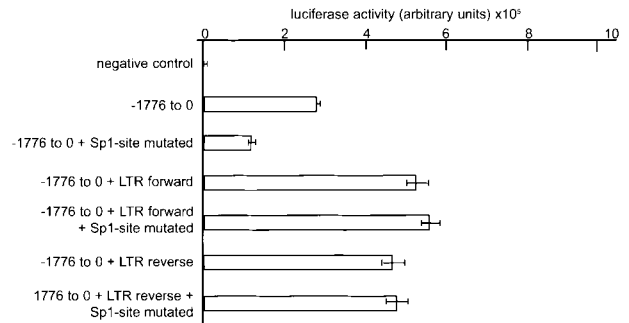 luciferase activity (arbitrary units) x10⁵
0 2 4 6 8 10
negative control
-1776 to 0
-1776 to 0 + Sp1-site mutated
-1776 to 0 + LTR forward
-1776 to 0 + LTR forward
+ Sp1-site mutated
-1776 to 0 + LTR reverse
1776 to 0 + LTR reverse +
Sp1-site mutated